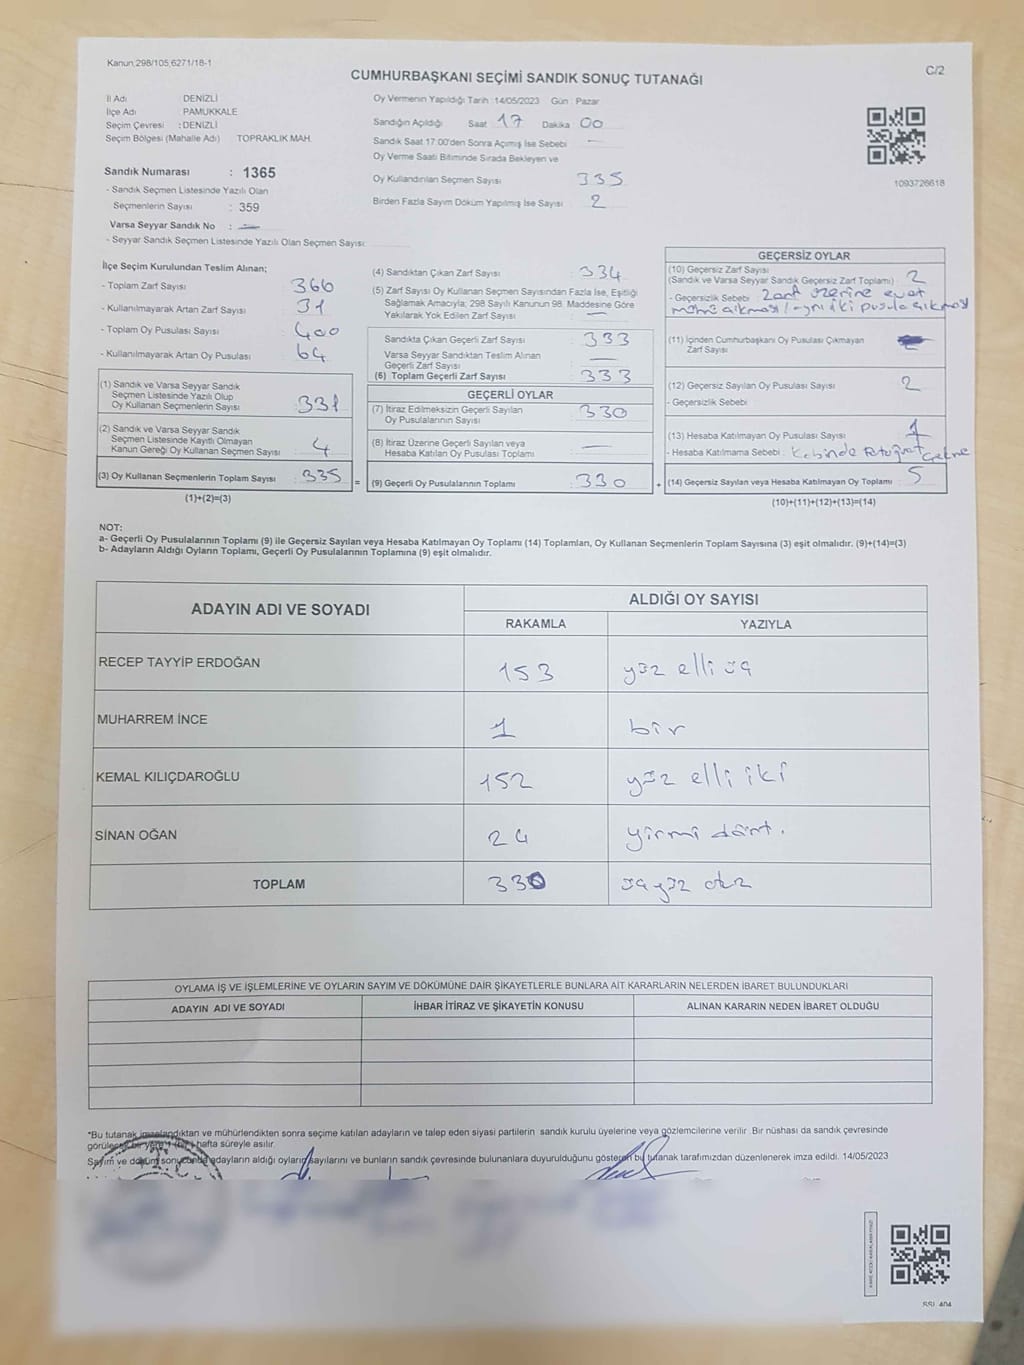 Kanun,298/105,6271/18-1
C/2
CUMHURBAŞKANI SEÇİMİ SANDIK SONUÇ TUTANAĞI
İl Adı DENİZLİ
İlçe Adı : PAMUKKALE
Seçim Çevresi : DENİZLİ
Seçim Bölgesi (Mahalle Adı) TOPRAKLIK MAH.
Sandık Numarası : 1365
- Sandık Seçmen Listesinde Yazılı Olan
Seçmenlerin Sayısı : 359
Varsa Seyyar Sandık No : —
- Seyyar Sandık Seçmen Listesinde Yazılı Olan Seçmen Sayısı:
Oy Vermenin Yapıldığı Tarih : 14/05/2023 Gün : Pazar
Sandığın Açıldığı Saat 17 Dakika 00
Sandık Saat 17:00'den Sonra Açılmış İse Sebebi —
Oy Verme Saati Bitiminde Sırada Bekleyen ve
Oy Kullandırılan Seçmen Sayısı 335
Birden Fazla Sayım Döküm Yapılmış İse Sayısı 2
1093726618
İlçe Seçim Kurulundan Teslim Alınan;
- Toplam Zarf Sayısı : 366
- Kullanılmayarak Artan Zarf Sayısı : 31
- Toplam Oy Pusulası Sayısı : 400
- Kullanılmayarak Artan Oy Pusulası : 64
(1) Sandık ve Varsa Seyyar Sandık
Seçmen Listesinde Yazılı Olup
Oy Kullanan Seçmenlerin Sayısı : 331
(2) Sandık ve Varsa Seyyar Sandık
Seçmen Listesinde Kayıtlı Olmayan
Kanun Gereği Oy Kullanan Seçmen Sayısı : 4
(3) Oy Kullanan Seçmenlerin Toplam Sayısı : 335
(1)+(2)=(3)
(4) Sandıktan Çıkan Zarf Sayısı : 334
(5) Zarf Sayısı Oy Kullanan Seçmen Sayısından Fazla İse, Eşitliği
Sağlamak Amacıyla; 298 Sayılı Kanunun 98. Maddesine Göre
Yakılarak Yok Edilen Zarf Sayısı : —
Sandıkta Çıkan Geçerli Zarf Sayısı : 333
Varsa Seyyar Sandıktan Teslim Alınan
Geçerli Zarf Sayısı —
(6) Toplam Geçerli Zarf Sayısı : 333
GEÇERLİ OYLAR
(7) İtiraz Edilmeksizin Geçerli Sayılan
Oy Pusulalarının Sayısı : 330
(8) İtiraz Üzerine Geçerli Sayılan veya
Hesaba Katılan Oy Pusulası Toplamı : —
= (9) Geçerli Oy Pusulalarının Toplamı : 330
GEÇERSİZ OYLAR
(10) Geçersiz Zarf Sayısı
(Sandık ve Varsa Seyyar Sandık Geçersiz Zarf Toplamı) : 2
- Geçersizlik Sebebi : Zarf üzerine evet
mührü çıkması / ayrı iki pusula çıkması
(11) İçinden Cumhurbaşkanı Oy Pusulası Çıkmayan
Zarf Sayısı
(12) Geçersiz Sayılan Oy Pusulası Sayısı : 2
- Geçersizlik Sebebi
(13) Hesaba Katılmayan Oy Pusulası Sayısı : 1
- Hesaba Katılmama Sebebi : Kabinde fotoğraf çekme
+ (14) Geçersiz Sayılan veya Hesaba Katılmayan Oy Toplamı : 5
(10)+(11)+(12)+(13)=(14)
NOT:
a- Geçerli Oy Pusulalarının Toplamı (9) ile Geçersiz Sayılan veya Hesaba Katılmayan Oy Toplamı (14) Toplamları, Oy Kullanan Seçmenlerin Toplam Sayısına (3) eşit olmalıdır. (9)+(14)=(3)
b- Adayların Aldığı Oyların Toplamı, Geçerli Oy Pusulalarının Toplamına (9) eşit olmalıdır.
ADAYIN ADI VE SOYADI ALDIĞI OY SAYISI
RAKAMLA YAZIYLA
RECEP TAYYİP ERDOĞAN 153 yüz elli üç
MUHARREM İNCE 1 bir
KEMAL KILIÇDAROĞLU 152 yüz elli iki
SİNAN OĞAN 24 yirmi dört.
TOPLAM 330 üçyüz otuz
OYLAMA İŞ VE İŞLEMLERİNE VE OYLARIN SAYIM VE DÖKÜMÜNE DAİR ŞİKAYETLERLE BUNLARA AİT KARARLARIN NELERDEN İBARET BULUNDUKLARI
ADAYIN ADI VE SOYADI İHBAR İTİRAZ VE ŞİKAYETİN KONUSU ALINAN KARARIN NEDEN İBARET OLDUĞU
*Bu tutanak imzalandıktan ve mühürlendikten sonra seçime katılan adayların ve talep eden siyasi partilerin sandık kurulu üyelerine veya gözlemcilerine verilir. Bir nüshası da sandık çevresinde
görülecek bir yere 1 (bir) hafta süreyle asılır.
Sayım ve döküm sonucunda adayların aldığı oyların sayılarını ve bunların sandık çevresinde bulunanlara duyurulduğunu gösteren bu tutanak tarafımızdan düzenlenerek imza edildi. 14/05/2023